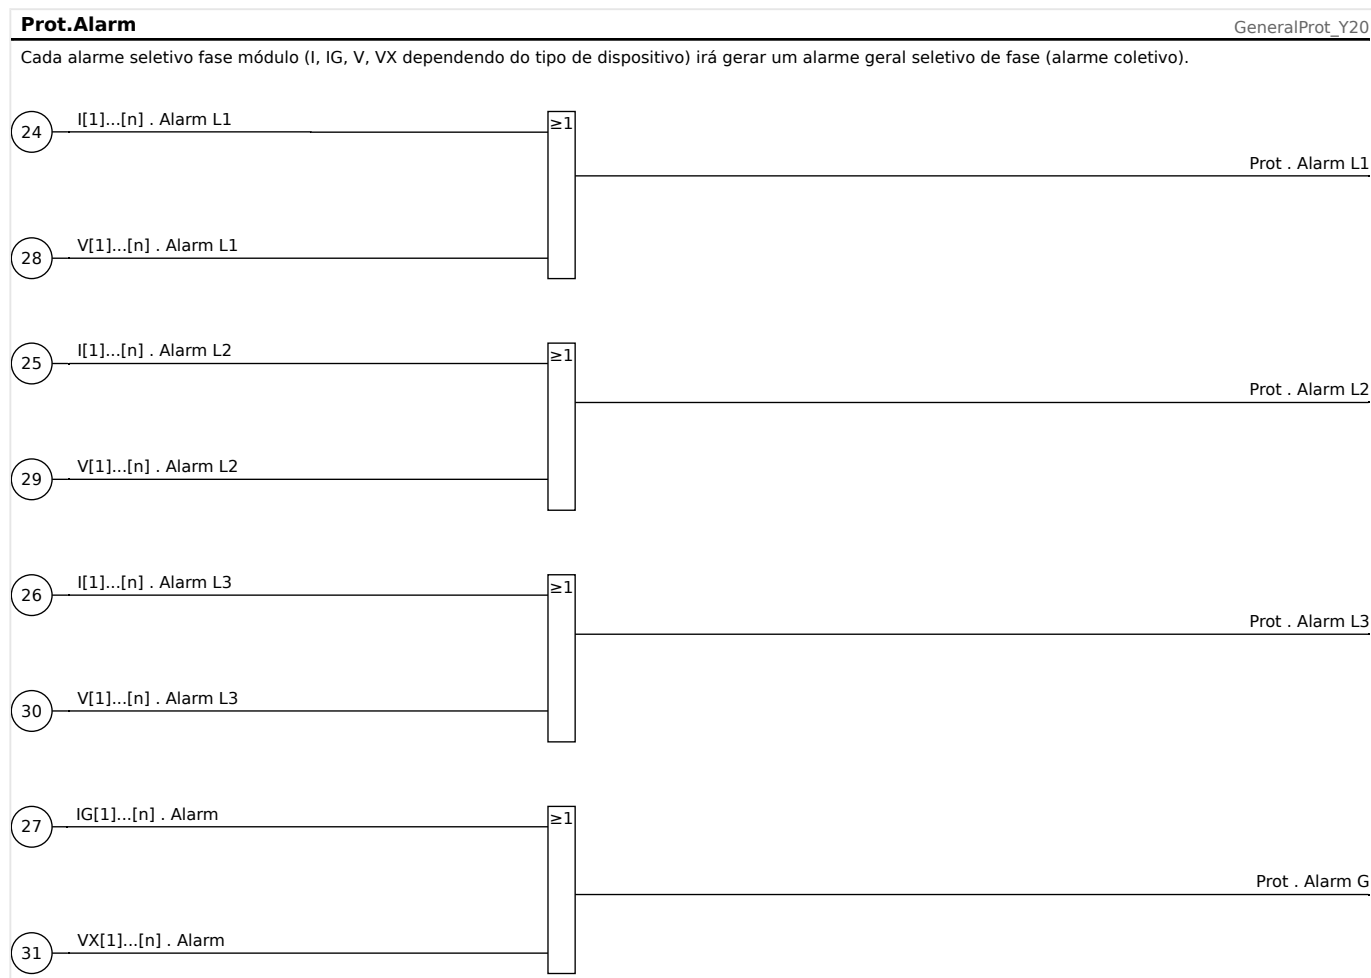 Prot.Alarm
GeneralProt_Y20
Cada alarme seletivo fase módulo (I, IG, V, VX dependendo do tipo de dispositivo) irá gerar um alarme geral seletivo de fase (alarme coletivo).
24
I[1]...[n] . Alarm L1
≥1
Prot . Alarm L1
28
V[1]...[n] . Alarm L1
25
I[1]...[n] . Alarm L2
≥1
Prot . Alarm L2
29
V[1]...[n] . Alarm L2
26
I[1]...[n] . Alarm L3
≥1
Prot . Alarm L3
30
V[1]...[n] . Alarm L3
27
IG[1]...[n] . Alarm
≥1
Prot . Alarm G
31
VX[1]...[n] . Alarm